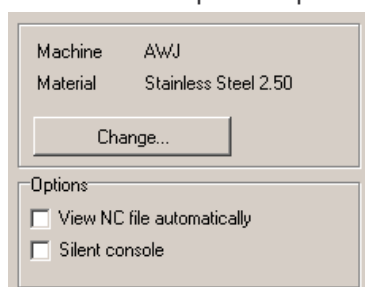 Machine AWJ
Material Stainless Steel 2.50
Change...
Options
View NC file automatically
Silent console